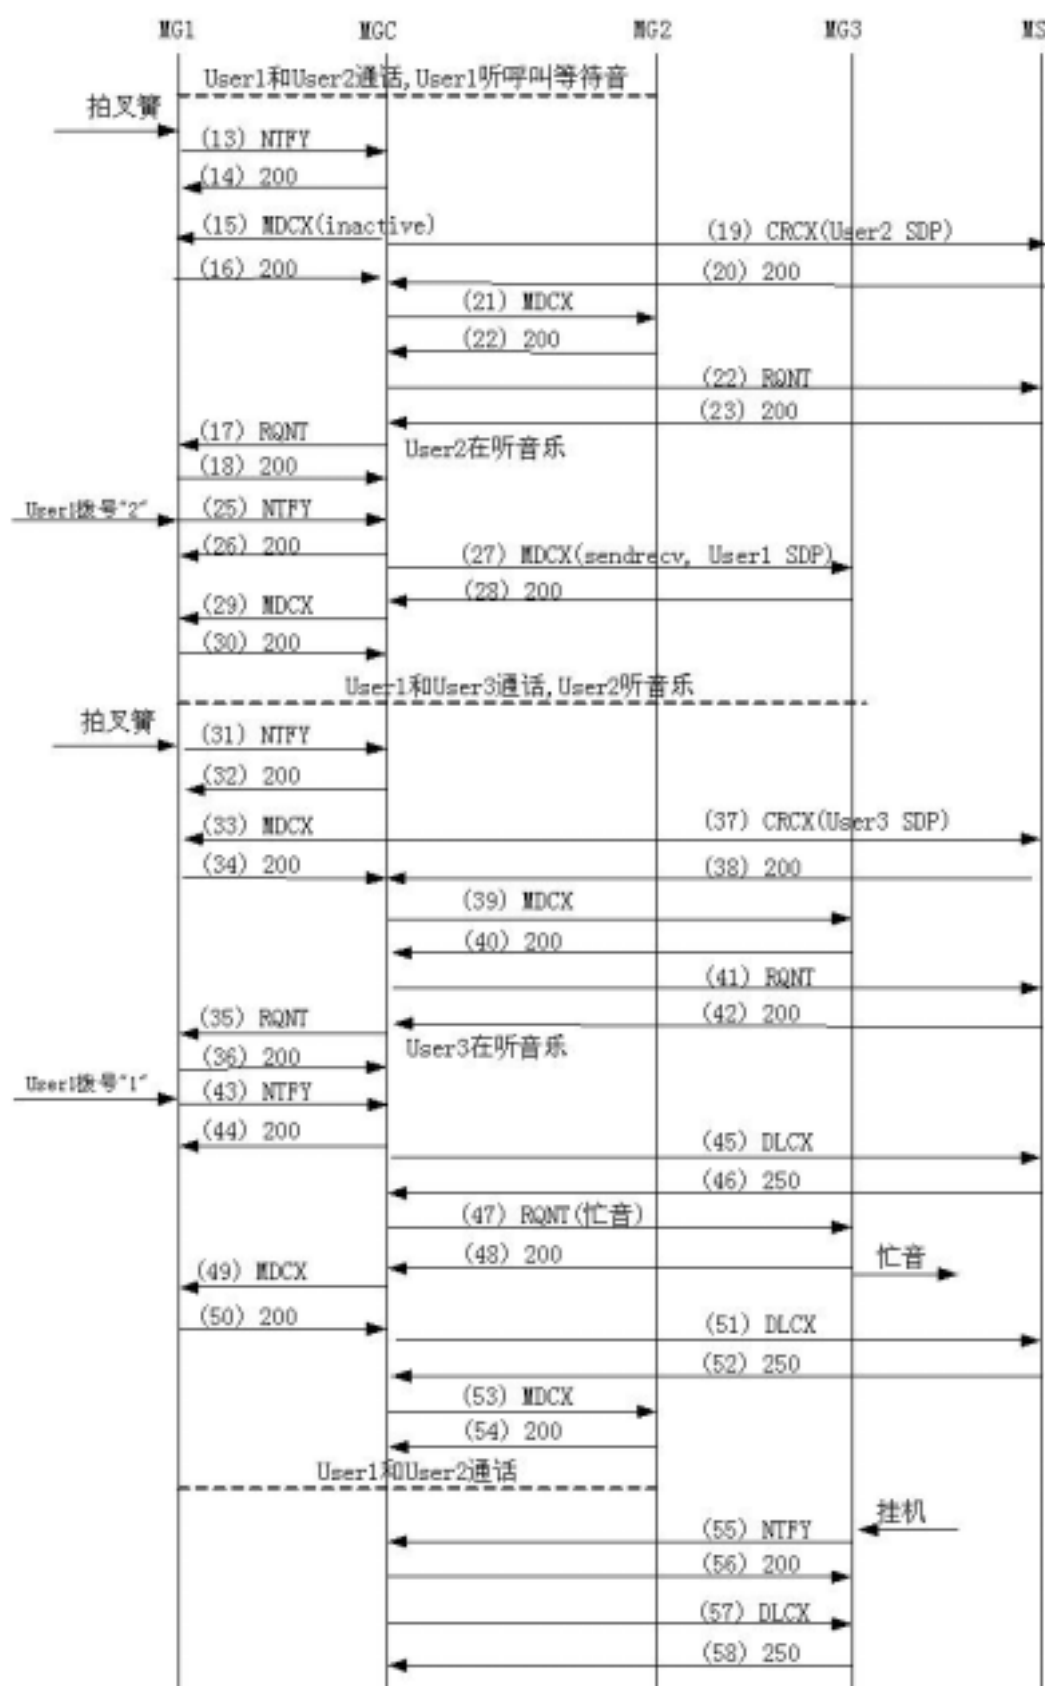 MG1 MGC MG2 MG3 MS
User1和User2通话,User1听呼叫等待音
拍叉簧
(13) NTFY
(14) 200
(15) MDCX(inactive)
(19) CRCX(User2 SDP)
(16) 200
(20) 200
(21) MDCX
(22) 200
(22) RQNT
(23) 200
(17) RQNT
User2在听音乐
(18) 200
User1拨号"2"
(25) NTFY
(26) 200
(27) MDCX(sendrecv, User1 SDP)
(28) 200
(29) MDCX
(30) 200
User1和User3通话,User2听音乐
拍叉簧
(31) NTFY
(32) 200
(33) MDCX
(37) CRCX(User3 SDP)
(34) 200
(38) 200
(39) MDCX
(40) 200
(41) RQNT
(35) RQNT
(42) 200
User3在听音乐
(36) 200
User1拨号"1"
(43) NTFY
(44) 200
(45) DLCX
(46) 250
(47) RQNT(忙音)
(48) 200
忙音
(49) MDCX
(50) 200
(51) DLCX
(52) 250
(53) MDCX
(54) 200
User1和User2通话
挂机
(55) NTFY
(56) 200
(57) DLCX
(58) 250